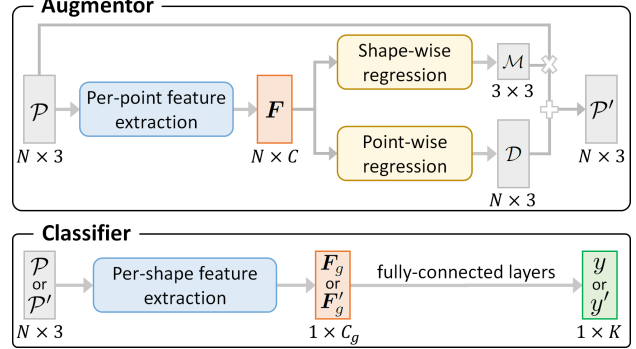 Augmentor
𝒫
N × 3
Per-point feature
extraction
F
N × C
Shape-wise
regression
ℳ
3 × 3
Point-wise
regression
𝒟
N × 3
𝒫′
N × 3
Classifier
𝒫
or
𝒫′
N × 3
Per-shape feature
extraction
F_g
or
F′_g
1 × C_g
fully-connected layers
y
or
y′
1 × K